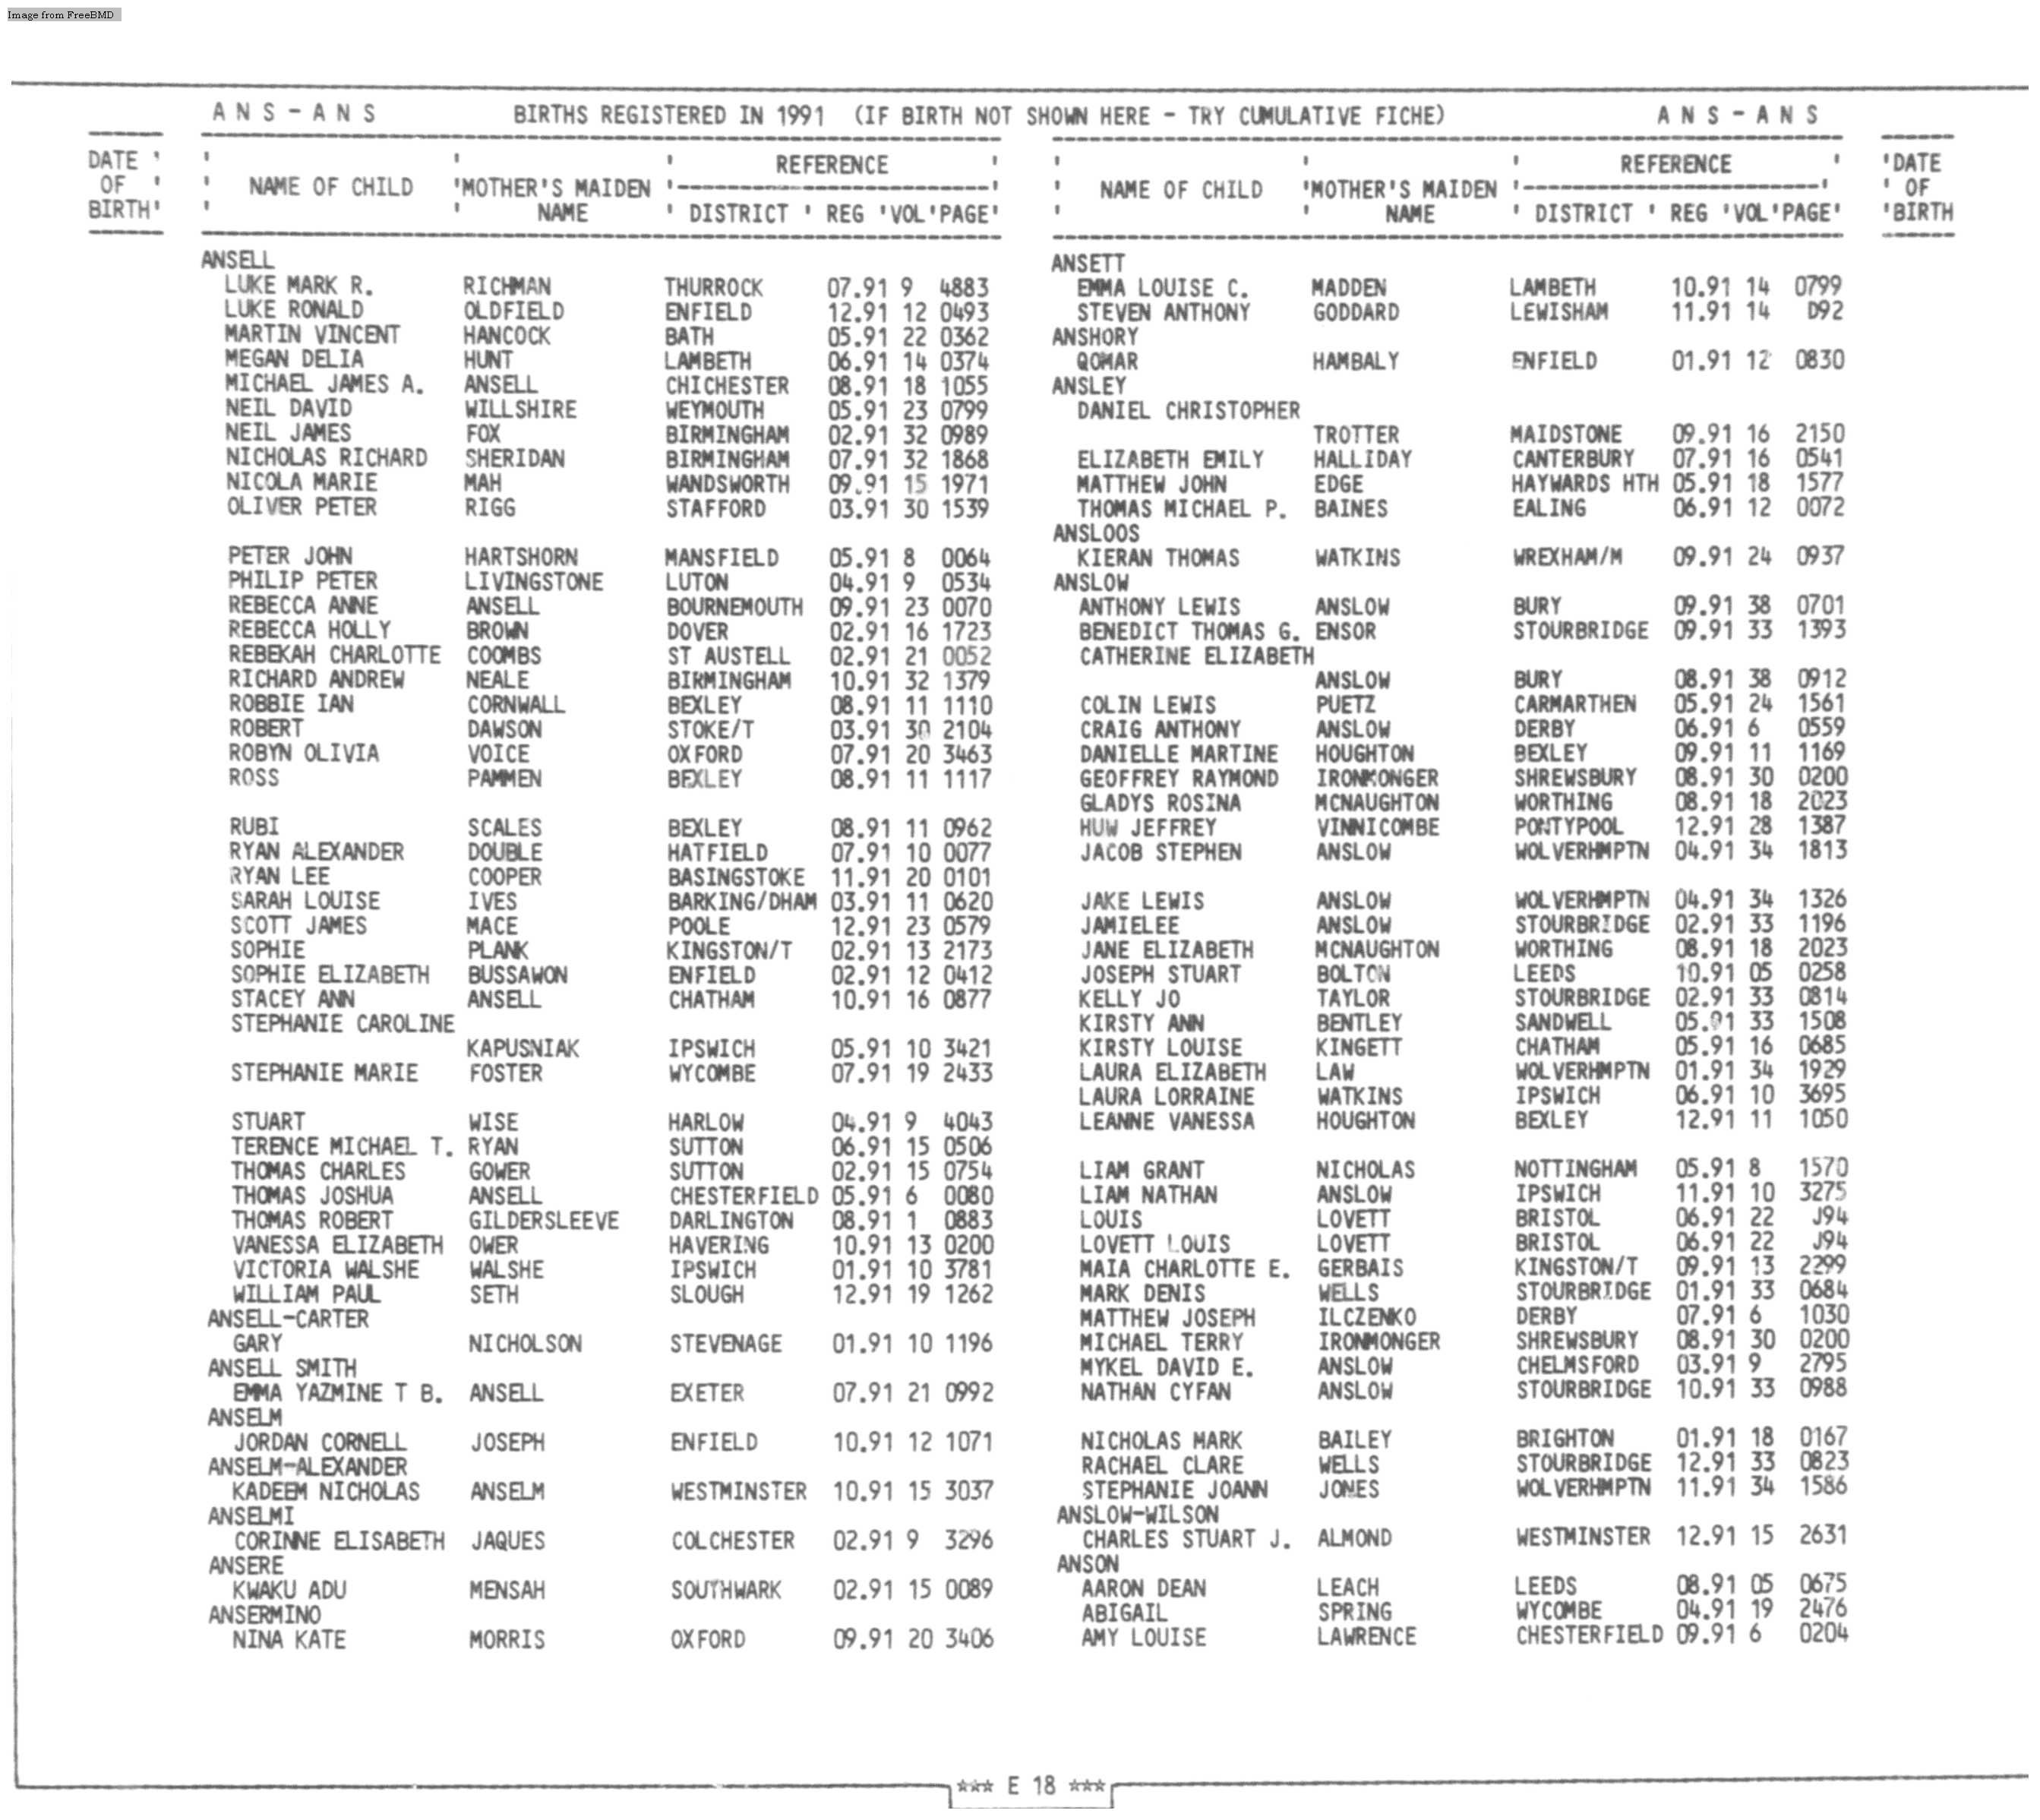 Image from FreeBMD
A N S - A N S BIRTHS REGISTERED IN 1991 (IF BIRTH NOT SHOWN HERE - TRY CUMULATIVE FICHE) A N S - A N S
DATE OF BIRTH
NAME OF CHILD MOTHER'S MAIDEN NAME REFERENCE DISTRICT REG VOL PAGE
ANSELL
LUKE MARK R. RICHMAN THURROCK 07.91 9 4883
LUKE RONALD OLDFIELD ENFIELD 12.91 12 0493
MARTIN VINCENT HANCOCK BATH 05.91 22 0362
MEGAN DELIA HUNT LAMBETH 06.91 14 0374
MICHAEL JAMES A. ANSELL CHICHESTER 08.91 18 1055
NEIL DAVID WILLSHIRE WEYMOUTH 05.91 23 0799
NEIL JAMES FOX BIRMINGHAM 02.91 32 0989
NICHOLAS RICHARD SHERIDAN BIRMINGHAM 07.91 32 1868
NICOLA MARIE MAH WANDSWORTH 09.91 15 1971
OLIVER PETER RIGG STAFFORD 03.91 30 1539
PETER JOHN HARTSHORN MANSFIELD 05.91 8 0064
PHILIP PETER LIVINGSTONE LUTON 04.91 9 0534
REBECCA ANNE ANSELL BOURNEMOUTH 09.91 23 0070
REBECCA HOLLY BROWN DOVER 02.91 16 1723
REBEKAH CHARLOTTE COOMBS ST AUSTELL 02.91 21 0052
RICHARD ANDREW NEALE BIRMINGHAM 10.91 32 1379
ROBBIE IAN CORNWALL BEXLEY 08.91 11 1110
ROBERT DAWSON STOKE/T 03.91 30 2104
ROBYN OLIVIA VOICE OXFORD 07.91 20 3463
ROSS PAMMEN BEXLEY 08.91 11 1117
RUBI SCALES BEXLEY 08.91 11 0962
RYAN ALEXANDER DOUBLE HATFIELD 07.91 10 0077
RYAN LEE COOPER BASINGSTOKE 11.91 20 0101
SARAH LOUISE IVES BARKING/DHAM 03.91 11 0620
SCOTT JAMES MACE POOLE 12.91 23 0579
SOPHIE PLANK KINGSTON/T 02.91 13 2173
SOPHIE ELIZABETH BUSSAWON ENFIELD 02.91 12 0412
STACEY ANN ANSELL CHATHAM 10.91 16 0877
STEPHANIE CAROLINE
KAPUSNIAK IPSWICH 05.91 10 3421
STEPHANIE MARIE FOSTER WYCOMBE 07.91 19 2433
STUART WISE HARLOW 04.91 9 4043
TERENCE MICHAEL T. RYAN SUTTON 06.91 15 0506
THOMAS CHARLES GOWER SUTTON 02.91 15 0754
THOMAS JOSHUA ANSELL CHESTERFIELD 05.91 6 0080
THOMAS ROBERT GILDERSLEEVE DARLINGTON 08.91 1 0883
VANESSA ELIZABETH OWER HAVERING 10.91 13 0200
VICTORIA WALSHE WALSHE IPSWICH 01.91 10 3781
WILLIAM PAUL SETH SLOUGH 12.91 19 1262
ANSELL-CARTER
GARY NICHOLSON STEVENAGE 01.91 10 1196
ANSELL SMITH
EMMA YAZMINE T B. ANSELL EXETER 07.91 21 0992
ANSELM
JORDAN CORNELL JOSEPH ENFIELD 10.91 12 1071
ANSELM-ALEXANDER
KADEEM NICHOLAS ANSELM WESTMINSTER 10.91 15 3037
ANSELMI
CORINNE ELISABETH JAQUES COLCHESTER 02.91 9 3296
ANSERE
KWAKU ADU MENSAH SOUTHWARK 02.91 15 0089
ANSERMINO
NINA KATE MORRIS OXFORD 09.91 20 3406
NAME OF CHILD MOTHER'S MAIDEN NAME REFERENCE DISTRICT REG VOL PAGE
DATE OF BIRTH
ANSETT
EMMA LOUISE C. MADDEN LAMBETH 10.91 14 0799
STEVEN ANTHONY GODDARD LEWISHAM 11.91 14 D92
ANSHORY
QOMAR HAMBALY ENFIELD 01.91 12 0830
ANSLEY
DANIEL CHRISTOPHER
TROTTER MAIDSTONE 09.91 16 2150
ELIZABETH EMILY HALLIDAY CANTERBURY 07.91 16 0541
MATTHEW JOHN EDGE HAYWARDS HTH 05.91 18 1577
THOMAS MICHAEL P. BAINES EALING 06.91 12 0072
ANSLOOS
KIERAN THOMAS WATKINS WREXHAM/M 09.91 24 0937
ANSLOW
ANTHONY LEWIS ANSLOW BURY 09.91 38 0701
BENEDICT THOMAS G. ENSOR STOURBRIDGE 09.91 33 1393
CATHERINE ELIZABETH
ANSLOW BURY 08.91 38 0912
COLIN LEWIS PUETZ CARMARTHEN 05.91 24 1561
CRAIG ANTHONY ANSLOW DERBY 06.91 6 0559
DANIELLE MARTINE HOUGHTON BEXLEY 09.91 11 1169
GEOFFREY RAYMOND IRONMONGER SHREWSBURY 08.91 30 0200
GLADYS ROSINA MCNAUGHTON WORTHING 08.91 18 2023
HUW JEFFREY VINNICOMBE PONTYPOOL 12.91 28 1387
JACOB STEPHEN ANSLOW WOLVERHMPTN 04.91 34 1813
JAKE LEWIS ANSLOW WOLVERHMPTN 04.91 34 1326
JAMIELEE ANSLOW STOURBRIDGE 02.91 33 1196
JANE ELIZABETH MCNAUGHTON WORTHING 08.91 18 2023
JOSEPH STUART BOLTON LEEDS 10.91 05 0258
KELLY JO TAYLOR STOURBRIDGE 02.91 33 0814
KIRSTY ANN BENTLEY SANDWELL 05.91 33 1508
KIRSTY LOUISE KINGETT CHATHAM 05.91 16 0685
LAURA ELIZABETH LAW WOLVERHMPTN 01.91 34 1929
LAURA LORRAINE WATKINS IPSWICH 06.91 10 3695
LEANNE VANESSA HOUGHTON BEXLEY 12.91 11 1050
LIAM GRANT NICHOLAS NOTTINGHAM 05.91 8 1570
LIAM NATHAN ANSLOW IPSWICH 11.91 10 3275
LOUIS LOVETT BRISTOL 06.91 22 J94
LOVETT LOUIS LOVETT BRISTOL 06.91 22 J94
MAIA CHARLOTTE E. GERBAIS KINGSTON/T 09.91 13 2299
MARK DENIS WELLS STOURBRIDGE 01.91 33 0684
MATTHEW JOSEPH ILCZENKO DERBY 07.91 6 1030
MICHAEL TERRY IRONMONGER SHREWSBURY 08.91 30 0200
MYKEL DAVID E. ANSLOW CHELMSFORD 03.91 9 2795
NATHAN CYFAN ANSLOW STOURBRIDGE 10.91 33 0988
NICHOLAS MARK BAILEY BRIGHTON 01.91 18 0167
RACHAEL CLARE WELLS STOURBRIDGE 12.91 33 0823
STEPHANIE JOANN JONES WOLVERHMPTN 11.91 34 1586
ANSLOW-WILSON
CHARLES STUART J. ALMOND WESTMINSTER 12.91 15 2631
ANSON
AARON DEAN LEACH LEEDS 08.91 05 0675
ABIGAIL SPRING WYCOMBE 04.91 19 2476
AMY LOUISE LAWRENCE CHESTERFIELD 09.91 6 0204
*** E 18 ***